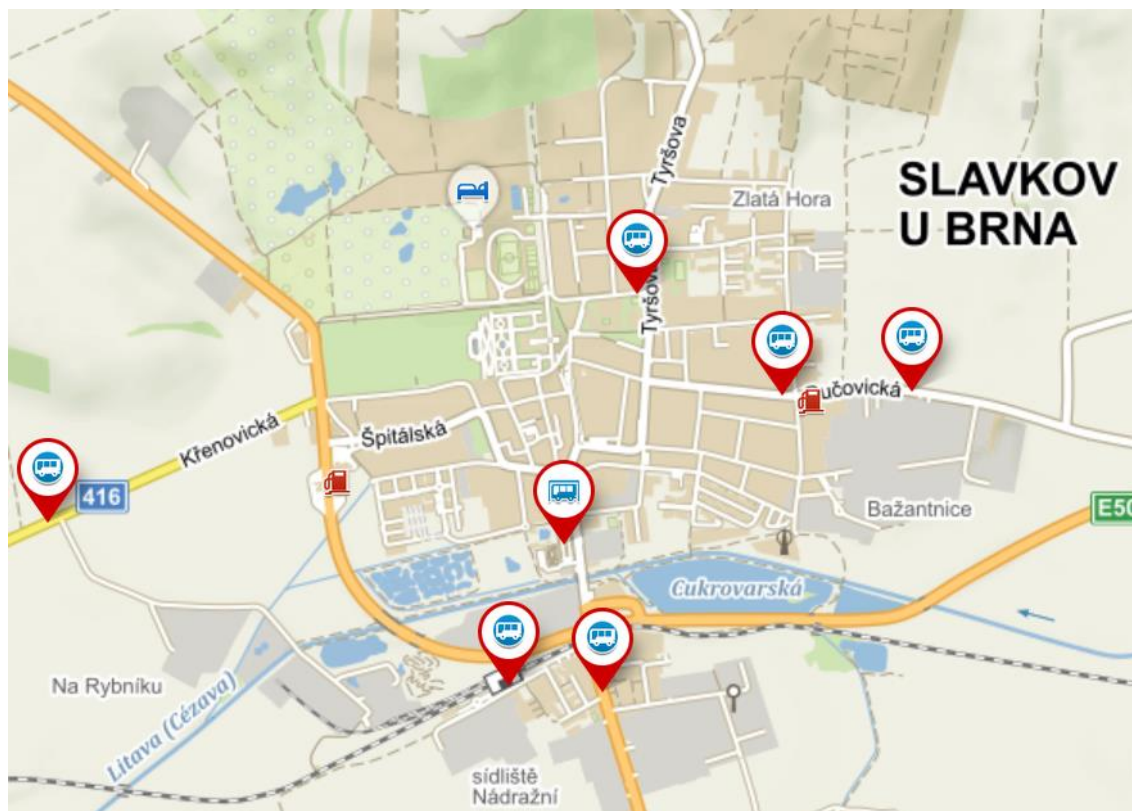 Tyršova
Zlatá Hora
SLAVKOV
U BRNA
Tyršova
Křenovická
Špitálská
416
Bažantnice
E50
Cukrovarská
Na Rybníku
Litava (Cézava)
sídliště
Nádražní